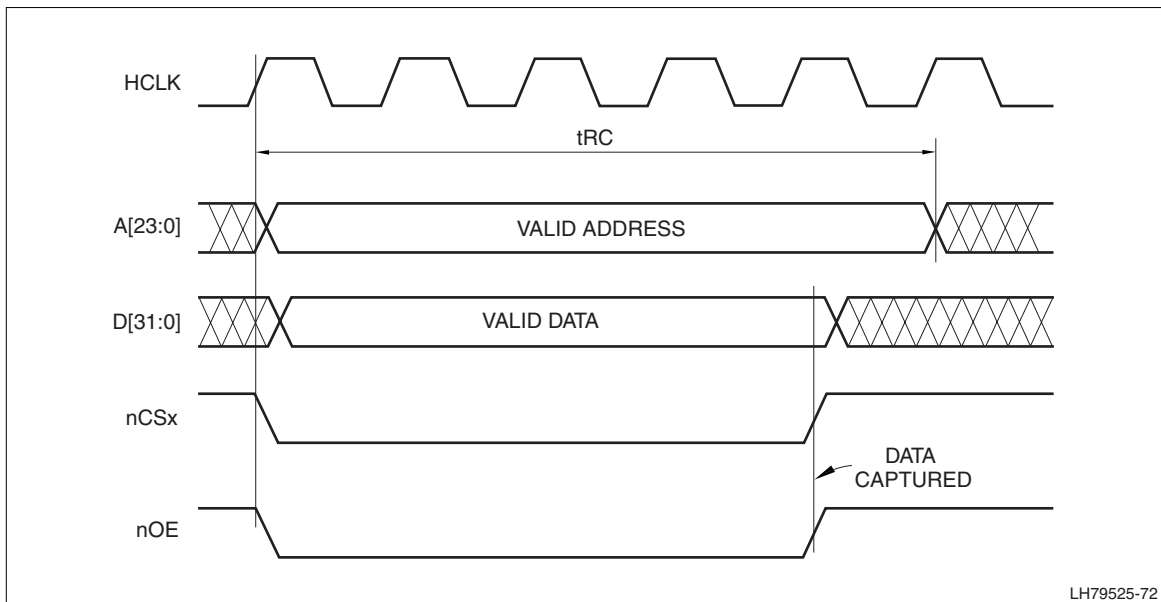 HCLK
tRC
A[23:0]
VALID ADDRESS
D[31:0]
VALID DATA
nCSx
DATA
CAPTURED
nOE
LH79525-72